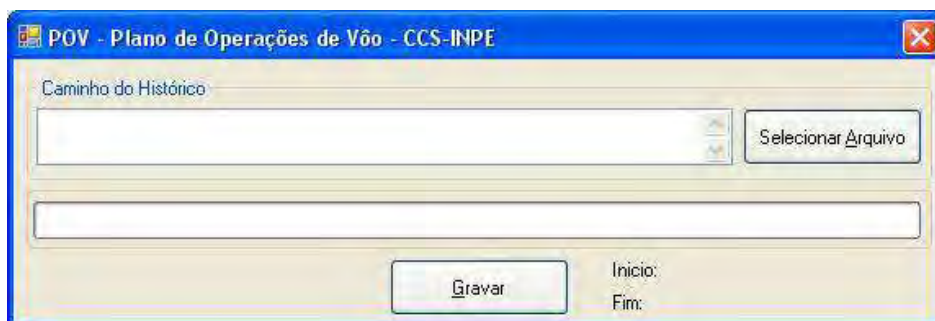 POV - Plano de Operações de Vôo - CCS-INPE
Caminho do Histórico
Selecionar Arquivo
Gravar
Inicio:
Fim: